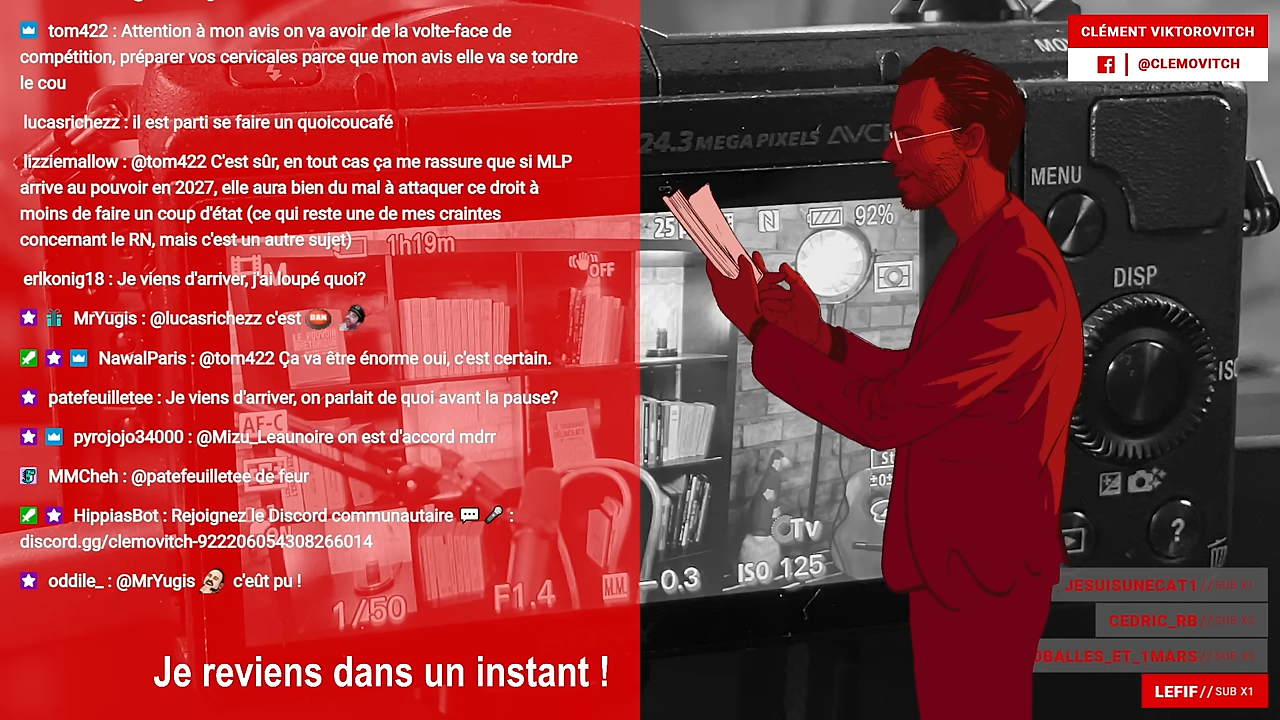 tom422 : Attention à mon avis on va avoir de la volte-face de
compétition, préparer vos cervicales parce que mon avis elle va se tordre
le cou
lucasrichezz : il est parti se faire un quoicoucafé
lizziemallow : @tom422 C'est sûr, en tout cas ça me rassure que si MLP
arrive au pouvoir en 2027, elle aura bien du mal à attaquer ce droit à
moins de faire un coup d'état (ce qui reste une de mes craintes
concernant le RN, mais c'est un autre sujet)
erlkonig18 : Je viens d'arriver, j'ai loupé quoi?
MrYugis : @lucasrichezz c'est
NawalParis : @tom422 Ça va être énorme oui, c'est certain.
patefeuilletee : Je viens d'arriver, on parlait de quoi avant la pause?
pyrojojo34000 : @Mizu_Leaunoire on est d'accord mdrr
MMCheh : @patefeuilletee de feur
HippiasBot : Rejoignez le Discord communautaire 💬 🎤 :
discord.gg/clemovitch-922206054308266014
oddile_ : @MrYugis c'eût pu !
Je reviens dans un instant !
CLÉMENT VIKTOROVITCH
@CLEMOVITCH
24.3 MEGA PIXELS
MENU
DISP
1h19m
OFF
92%
AF-C
Tv
1/50
F1.4
-0.3
ISO 125
?
JESUISUNECAT1//SUB X1
CEDRIC_RB//SUB X1
BALLES_ET_1MARS//SUB X1
LEFIF//SUB X1